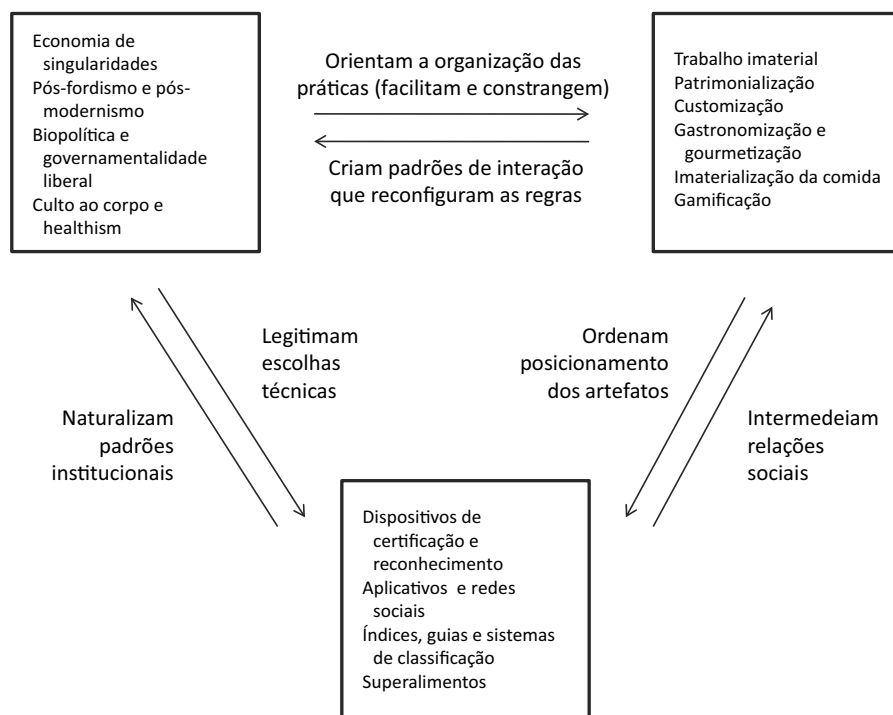 Economia de
singularidades
Pós-fordismo e pós-
modernismo
Biopolítica e
governamentalidade
liberal
Culto ao corpo e
healthism
Orientam a organização das
práticas (facilitam e constrangem)
Criam padrões de interação
que reconfiguram as regras
Trabalho imaterial
Patrimonialização
Customização
Gastronomização e
gourmetização
Imaterialização da comida
Gamificação
Legitimam
escolhas
técnicas
Naturalizam
padrões
institucionais
Ordenam
posicionamento
dos artefatos
Intermedeiam
relações
sociais
Dispositivos de
certificação e
reconhecimento
Aplicativos e redes
sociais
Índices, guias e sistemas
de classificação
Superalimentos